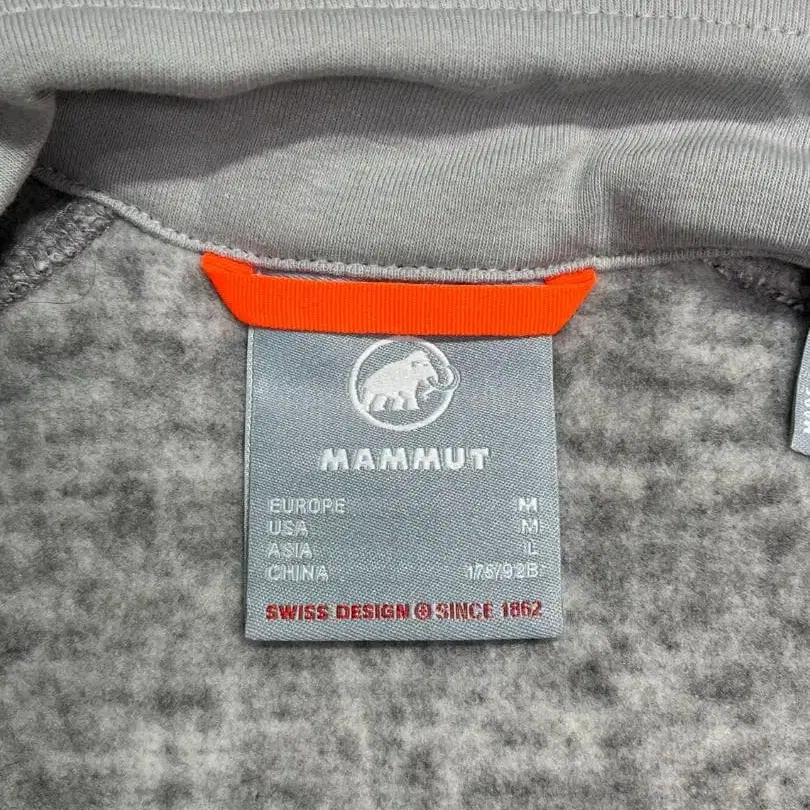 MAMMUT
EUROPE M
USA M
ASIA L
CHINA 175/92B
SWISS DESIGN SINCE 1862